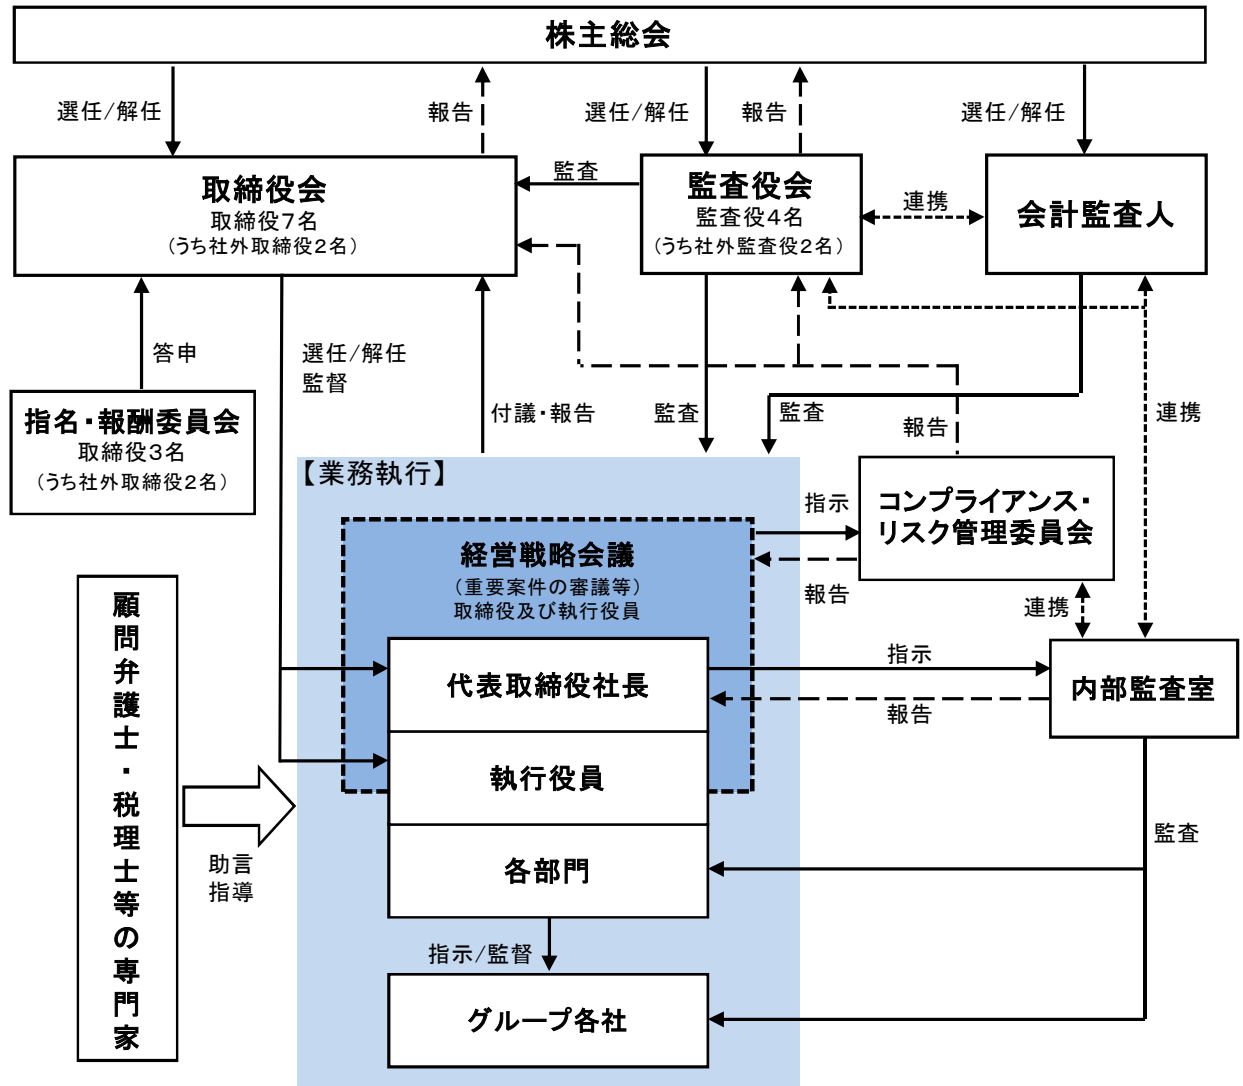 株主総会
選任/解任
報告
選任/解任
報告
選任/解任
取締役会
取締役7名
(うち社外取締役2名)
監査
監査役会
監査役4名
(うち社外監査役2名)
連携
会計監査人
答申
選任/解任
監督
付議・報告
監査
監査
報告
連携
指名・報酬委員会
取締役3名
(うち社外取締役2名)
【業務執行】
経営戦略会議
(重要案件の審議等)
取締役及び執行役員
指示
報告
コンプライアンス・
リスク管理委員会
連携
代表取締役社長
指示
報告
内部監査室
執行役員
各部門
監査
顧問弁護士・税理士等の専門家
助言
指導
指示/監督
グループ各社